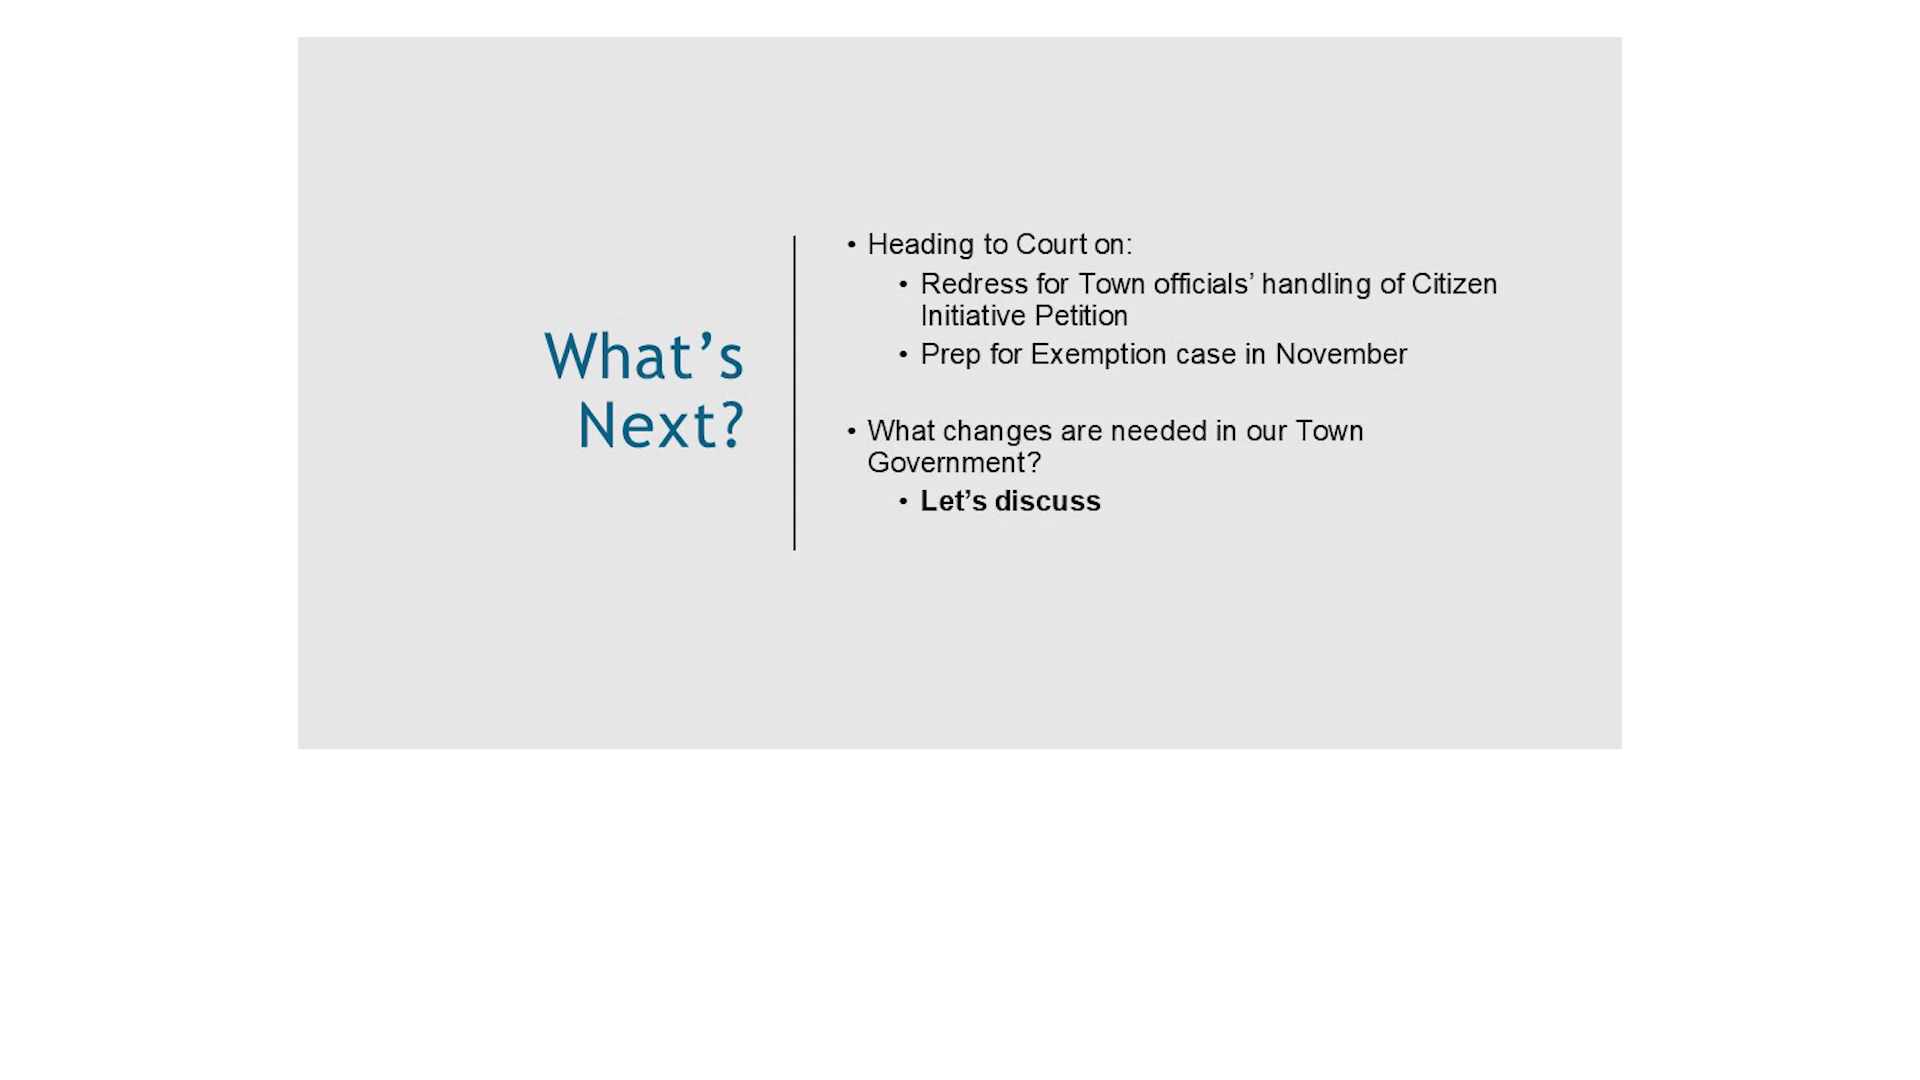 What’s
Next?
• Heading to Court on:
• Redress for Town officials’ handling of Citizen
Initiative Petition
• Prep for Exemption case in November
• What changes are needed in our Town
Government?
• Let’s discuss